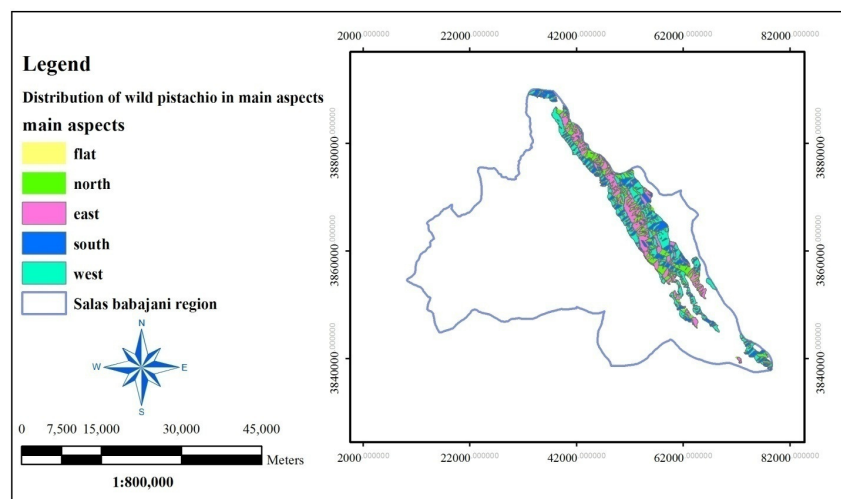 Legend
Distribution of wild pistachio in main aspects
main aspects
flat
north
east
south
west
Salas babajani region
N
W
E
S
0 7,500 15,000 30,000 45,000
Meters
1:800,000
2000.000000 22000.000000 42000.000000 62000.000000 82000.000000
3880000.000000
3860000.000000
3840000.000000
3880000.000000
3860000.000000
3840000.000000
2000.000000 22000.000000 42000.000000 62000.000000 82000.000000